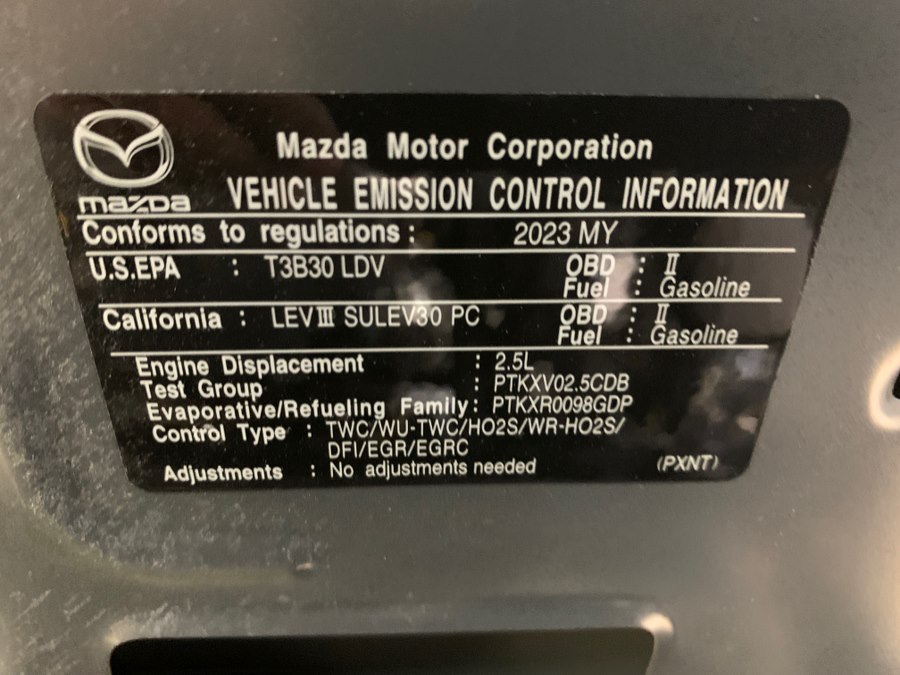 Mazda Motor Corporation
mazda VEHICLE EMISSION CONTROL INFORMATION
Conforms to regulations : 2023 MY
U.S.EPA : T3B30 LDV OBD : II
Fuel : Gasoline
California : LEV III SULEV30 PC OBD : II
Fuel : Gasoline
Engine Displacement : 2.5L
Test Group : PTKXV02.5CDB
Evaporative/Refueling Family: PTKXR0098GDP
Control Type : TWC/WU-TWC/HO2S/WR-HO2S/
DFI/EGR/EGRC
Adjustments : No adjustments needed (PXNT)